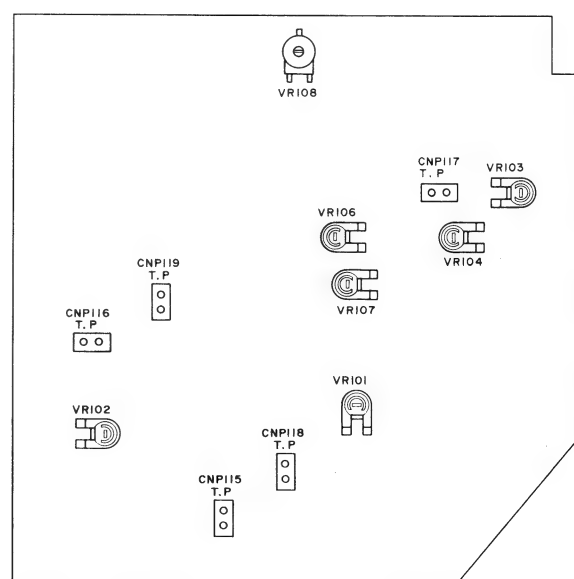 VR108
CNP117
T.P
VR103
VR106
VR104
CNP119
T.P
VR107
CNP116
T.P
VR102
VR101
CNP118
T.P
CNP115
T.P